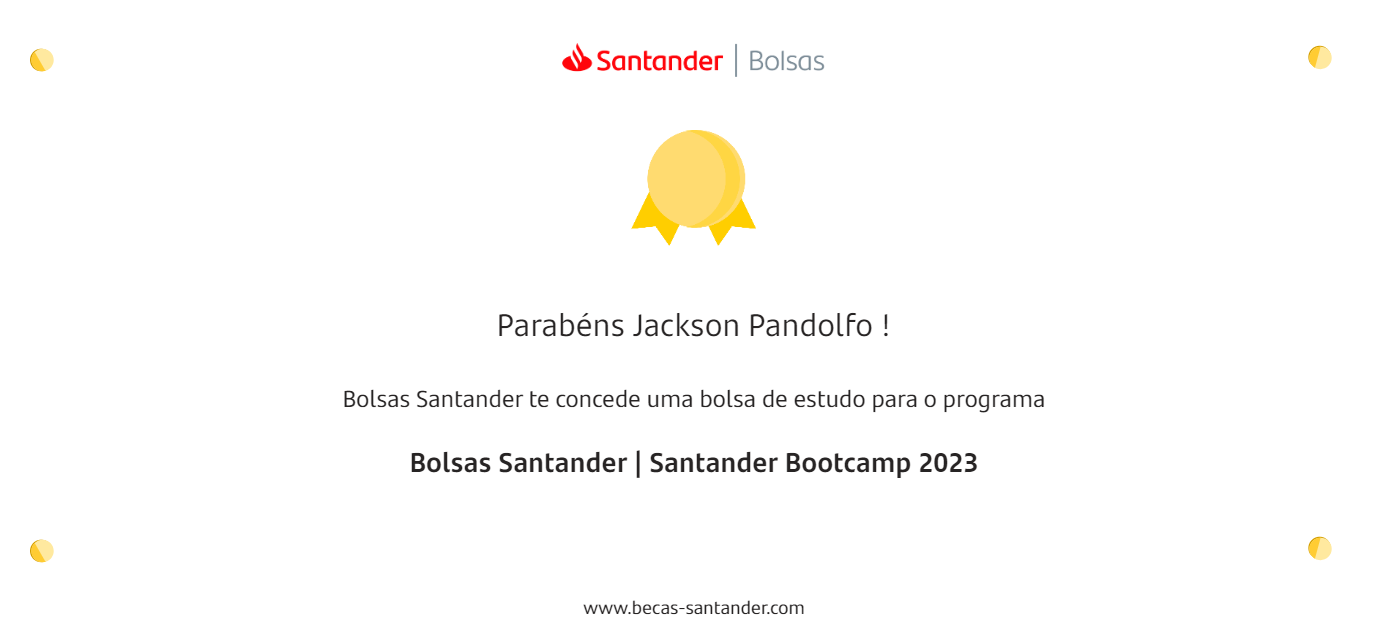 Santander | Bolsas
Parabéns Jackson Pandolfo !
Bolsas Santander te concede uma bolsa de estudo para o programa
Bolsas Santander | Santander Bootcamp 2023
www.becas-santander.com